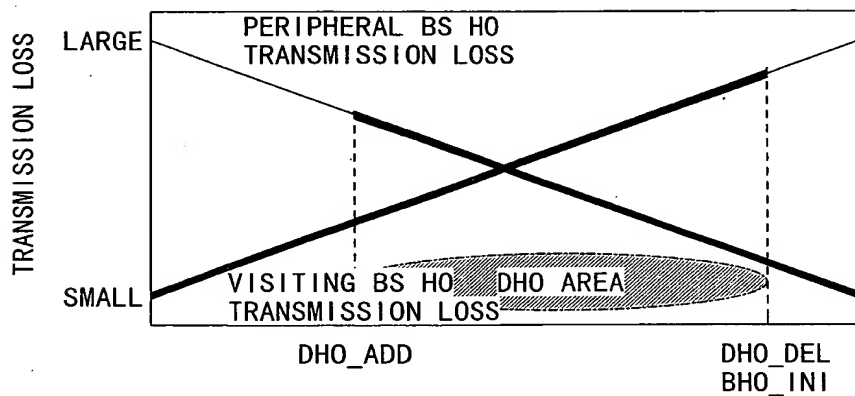 TRANSMISSION LOSS
LARGE
PERIPHERAL BS HO
TRANSMISSION LOSS
SMALL
VISITING BS HO
TRANSMISSION LOSS
DHO AREA
DHO_ADD
DHO_DEL
BHO_INI